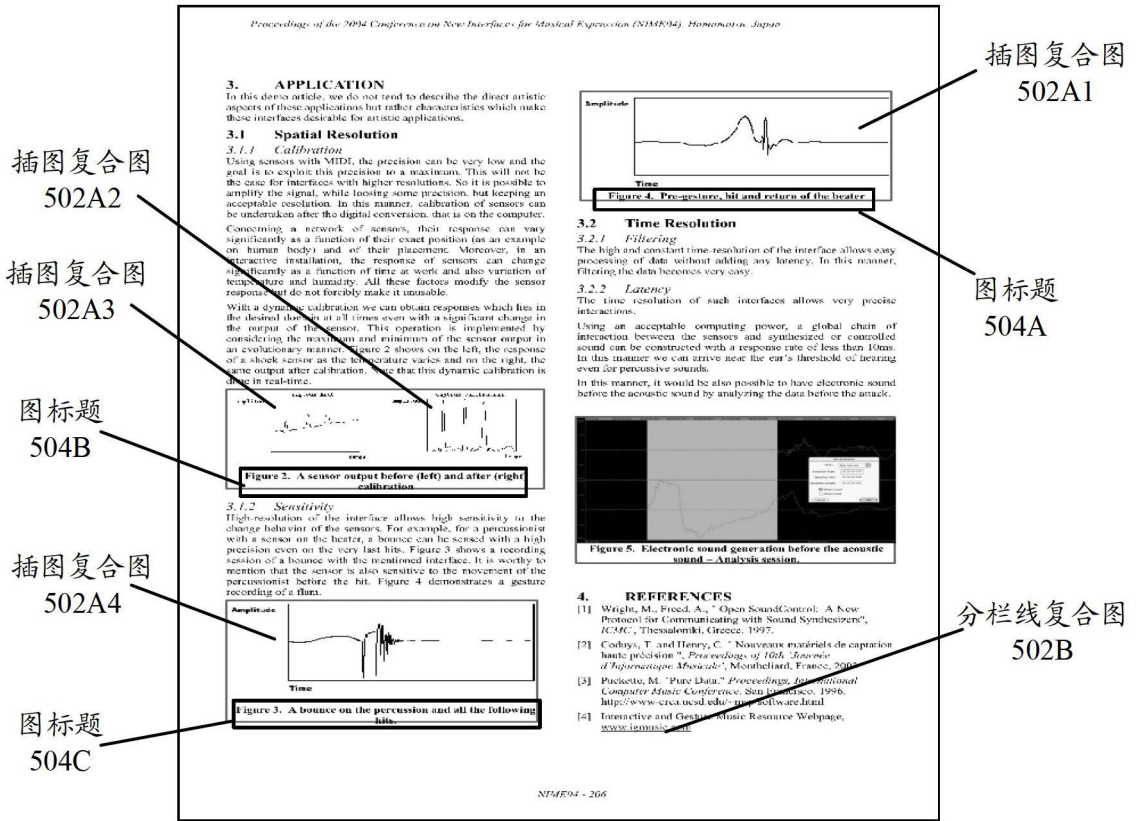 Proceedings of the 2004 Conference on New Interfaces for Musical Expression (NIME04), Hamamatsu, Japan
插图复合图
502A2
插图复合图
502A3
图标题
504B
插图复合图
502A4
图标题
504C
3. APPLICATION
In this demo article, we do not tend to describe the direct artistic
aspects of these applications but rather characteristics which make
these interfaces desirable for artistic applications.
3.1 Spatial Resolution
3.1.1 Calibration
Using sensors with MIDI, the precision can be very low and the
goal is to exploit this precision to a maximum. This will not be
the case for interfaces with higher resolutions. So it is possible to
amplify the signal, while loosing some precision, but keeping an
acceptable resolution. In this manner, calibration of sensors can
be undertaken after the digital conversion, that is on the computer.
Concerning a network of sensors, their response can vary
significantly as a function of their exact position (as an example
on human body) and of their placement. Moreover, in an
interactive installation, the response of sensors can change
significantly as a function of time at work and also variation of
temperature and humidity. All these factors modify the sensor
response but do not forcibly make it unusable.
With a dynamic calibration we can obtain responses which lies in
the desired domain at all times even with a significant change in
the output of the sensor. This operation is implemented by
considering the maximum and minimum of the sensor output in
an evolutionary manner. Figure 2 shows on the left, the response
of a shock sensor as the temperature varies and on the right, the
same output after calibration. Note that this dynamic calibration is
done in real-time.
Figure 2. A sensor output before (left) and after (right)
calibration
3.1.2 Sensitivity
High-resolution of the interface allows high sensitivity to the
change behavior of the sensors. For example, for a percussionist
with a sensor on the beater, a bounce can be sensed with a high
precision even on the very last hits. Figure 3 shows a recording
session of a bounce with the mentioned interface. It is worthy to
mention that the sensor is also sensitive to the movement of the
percussionist before the hit. Figure 4 demonstrates a gesture
recording of a flam.
Amplitude
Time
Figure 3. A bounce on the percussion and all the following
hits.
Amplitude
Time
Figure 4. Pre-gesture, hit and return of the beater
3.2 Time Resolution
3.2.1 Filtering
The high and constant time-resolution of the interface allows easy
processing of data without adding any latency. In this manner,
filtering the data becomes very easy.
3.2.2 Latency
The time resolution of such interfaces allows very precise
interactions.
Using an acceptable computing power, a global chain of
interaction between the sensors and synthesized or controlled
sound can be constructed with a response rate of less than 10ms.
In this manner we can arrive near the ear's threshold of hearing
even for percussive sounds.
In this manner, it would be also possible to have electronic sound
before the acoustic sound by analyzing the data before the attack.
Figure 5. Electronic sound generation before the acoustic
sound – Analysis session.
4. REFERENCES
[1] Wright, M., Freed, A., " Open SoundControl: A New
Protocol for Communicating with Sound Synthesizers",
ICMC, Thessaloniki, Greece, 1997.
[2] Coduys, T. and Henry, C. " Nouveaux matériels de captation
haute précision ", Proceedings of 10th 'Journée
d'Informatique Musicale', Montbeliard, France,
[3] Puckette, M. "Pure Data." Proceedings, International
Computer Music Conference. San Francisco, 1996.
http://www-crca.ucsd.edu/~msp/software.html
[4] Interactive and Gesture Music Resource Webpage,
www.igmusic.com
NIME04 - 206
插图复合图
502A1
图标题
504A
分栏线复合图
502B